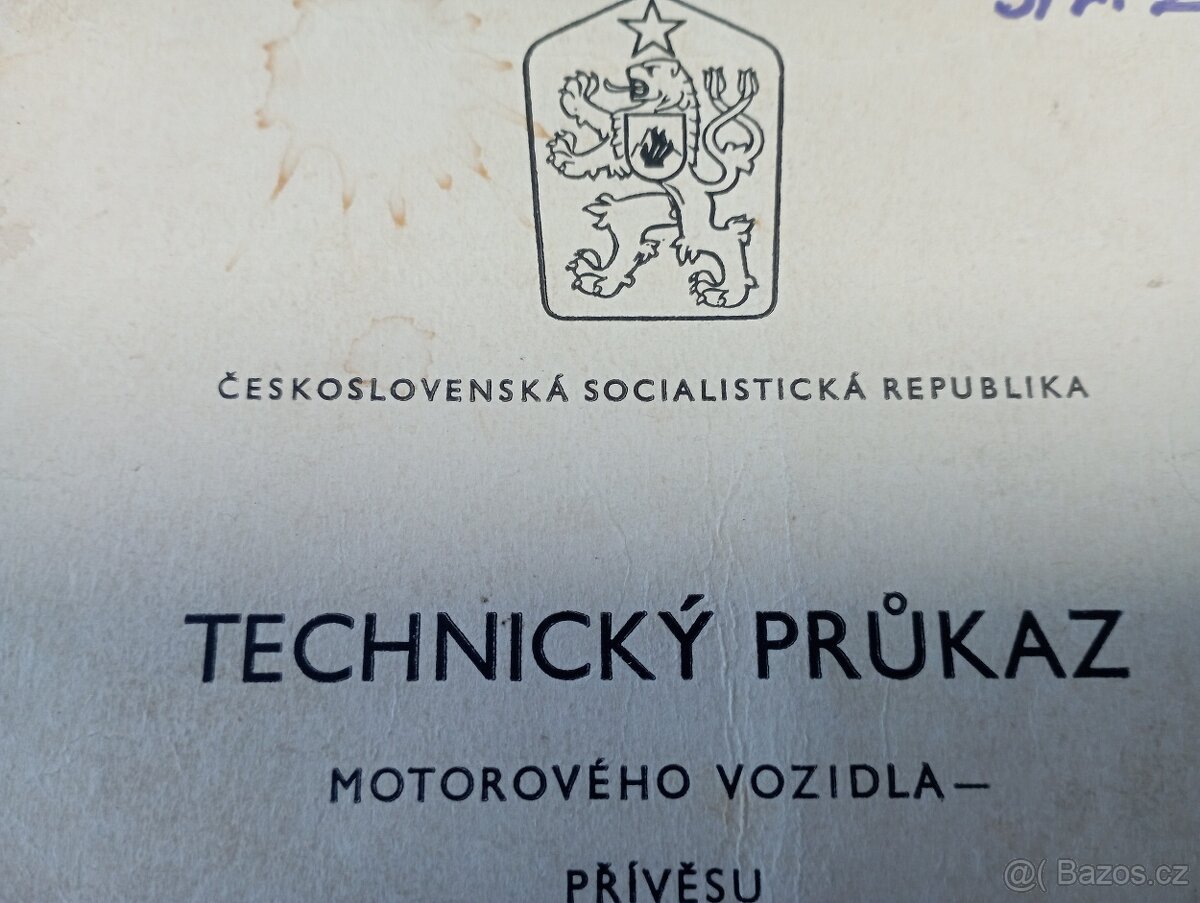 ČESKOSLOVENSKÁ SOCIALISTICKÁ REPUBLIKA
TECHNICKÝ PRŮKAZ
MOTOROVÉHO VOZIDLA—
PŘÍVĚSU
@( Bazos.cz